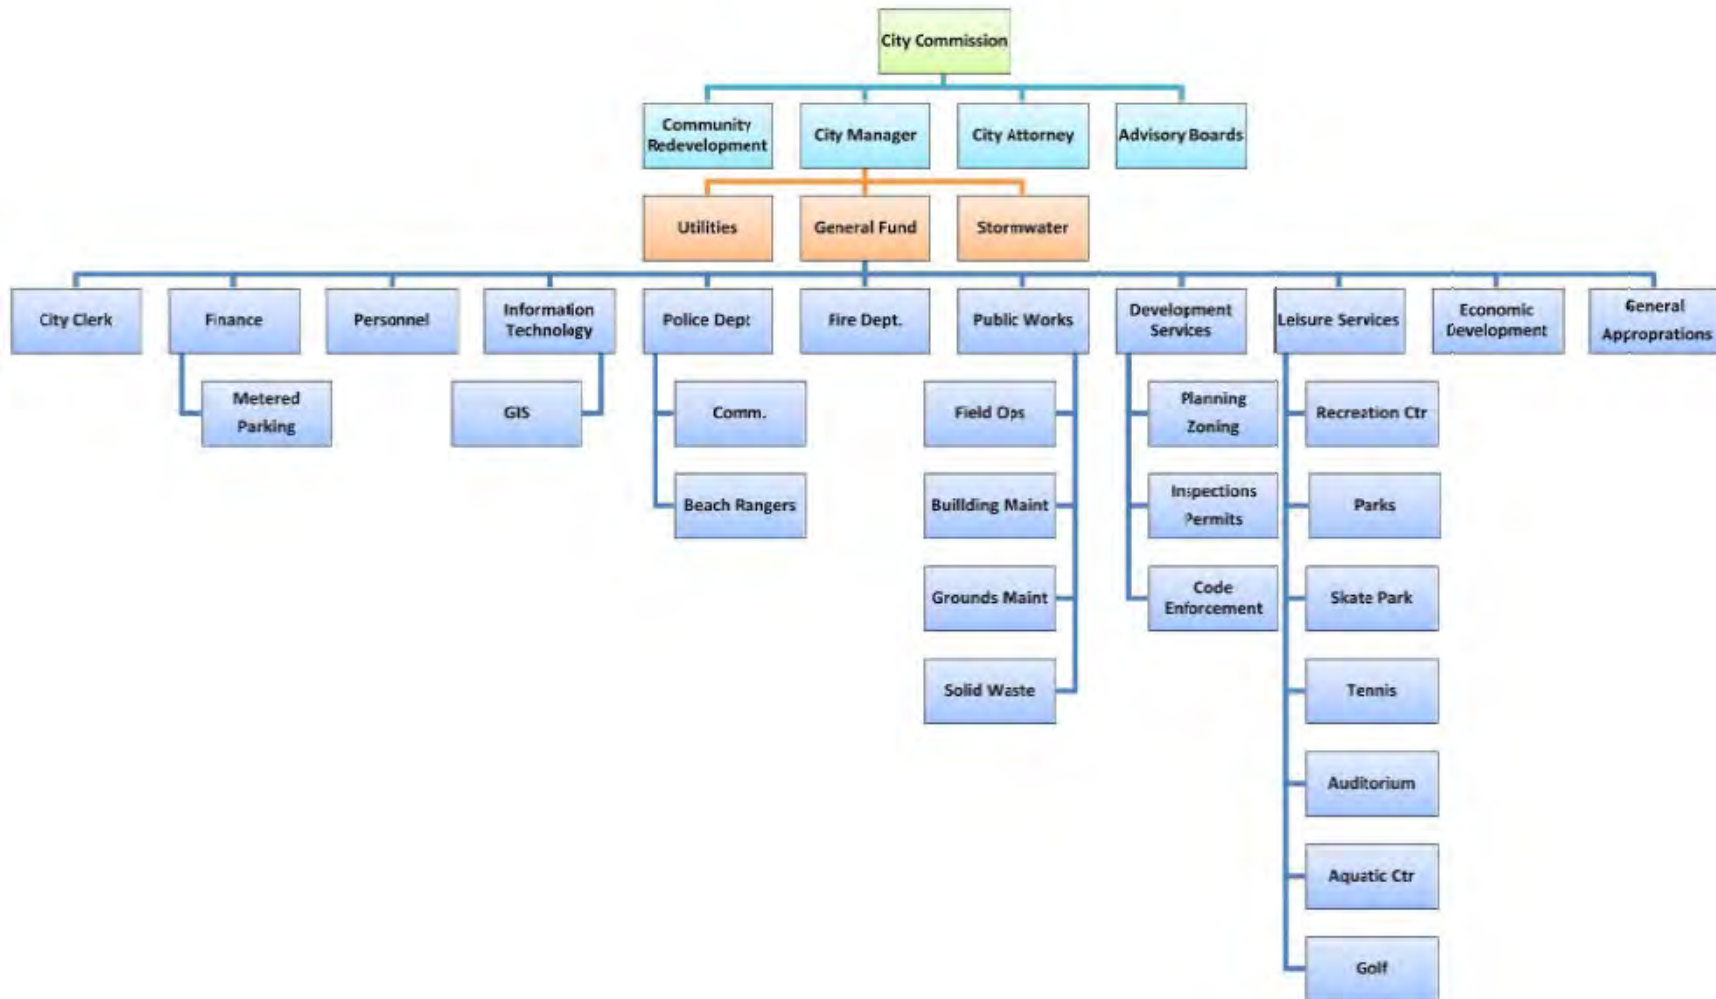 City Commission
Community
Redevelopment
City Manager
City Attorney
Advisory Boards
Utilities
General Fund
Stormwater
City Clerk
Finance
Personnel
Information
Technology
Police Dept
Fire Dept.
Public Works
Development
Services
Leisure Services
Economic
Development
General
Approprations
Metered
Parking
GIS
Comm.
Field Ops
Planning
Zoning
Recreation Ctr
Beach Rangers
Buillding Maint
Inspections
Permits
Parks
Grounds Maint
Code
Enforcement
Skate Park
Solid Waste
Tennis
Auditorium
Aquatic Ctr
Golf